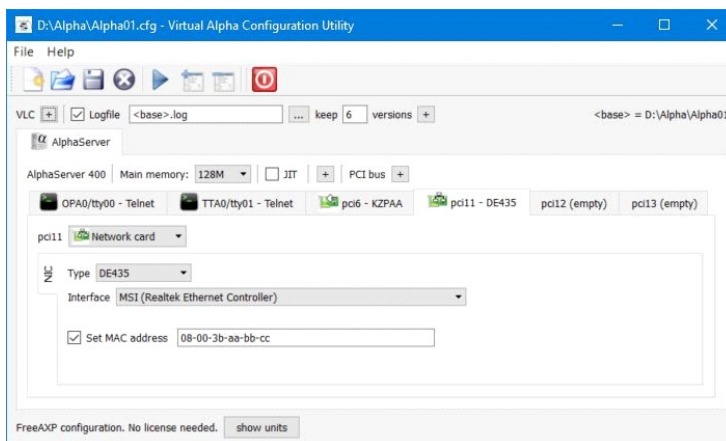 D:\Alpha\Alpha01.cfg - Virtual Alpha Configuration Utility
File Help
VLC + Logfile <base>.log ... keep 6 versions + <base> = D:\Alpha\Alpha01
AlphaServer
AlphaServer 400 Main memory: 128M JIT + PCI bus +
OPA0/tty00 - Telnet TTA0/tty01 - Telnet pci6 - KZPAA pci11 - DE435 pci12 (empty) pci13 (empty)
pci11 Network card
NIC
Type DE435
Interface MSI (Realtek Ethernet Controller)
Set MAC address 08-00-3b-aa-bb-cc
FreeAXP configuration. No license needed. show units